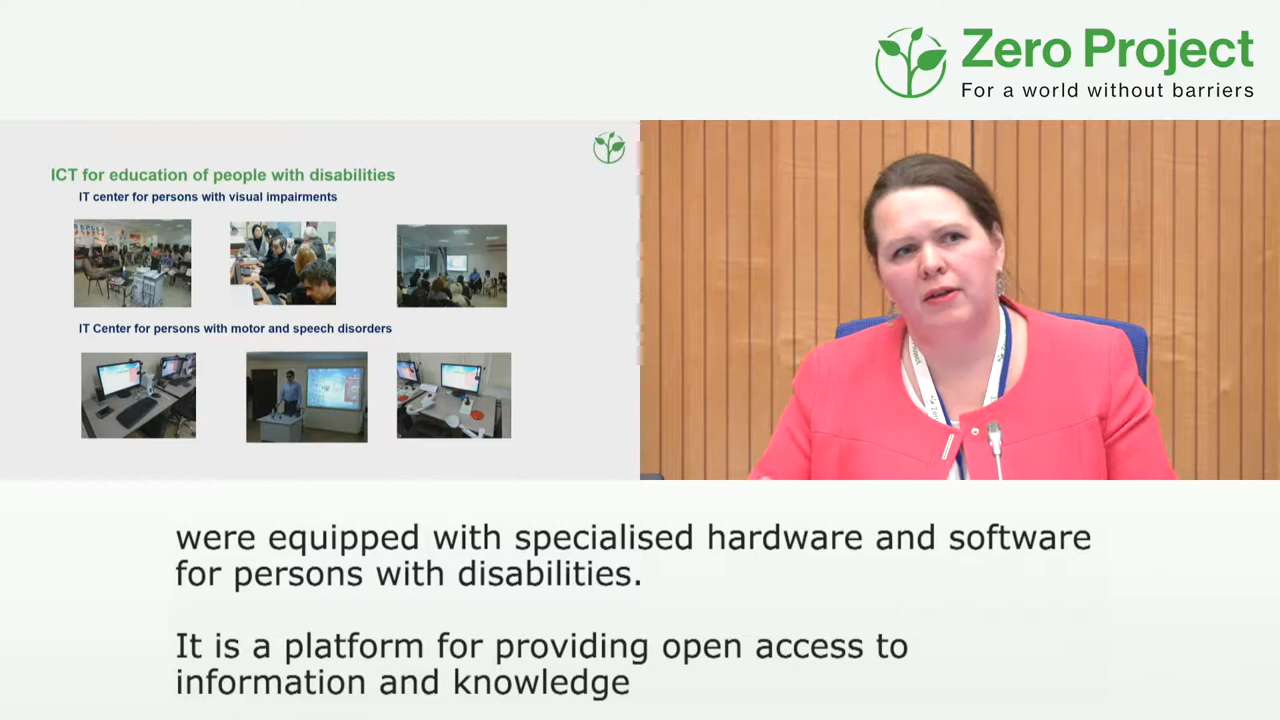 Zero Project
For a world without barriers
ICT for education of people with disabilities
IT center for persons with visual impairments
IT Center for persons with motor and speech disorders
were equipped with specialised hardware and software
for persons with disabilities.
It is a platform for providing open access to
information and knowledge